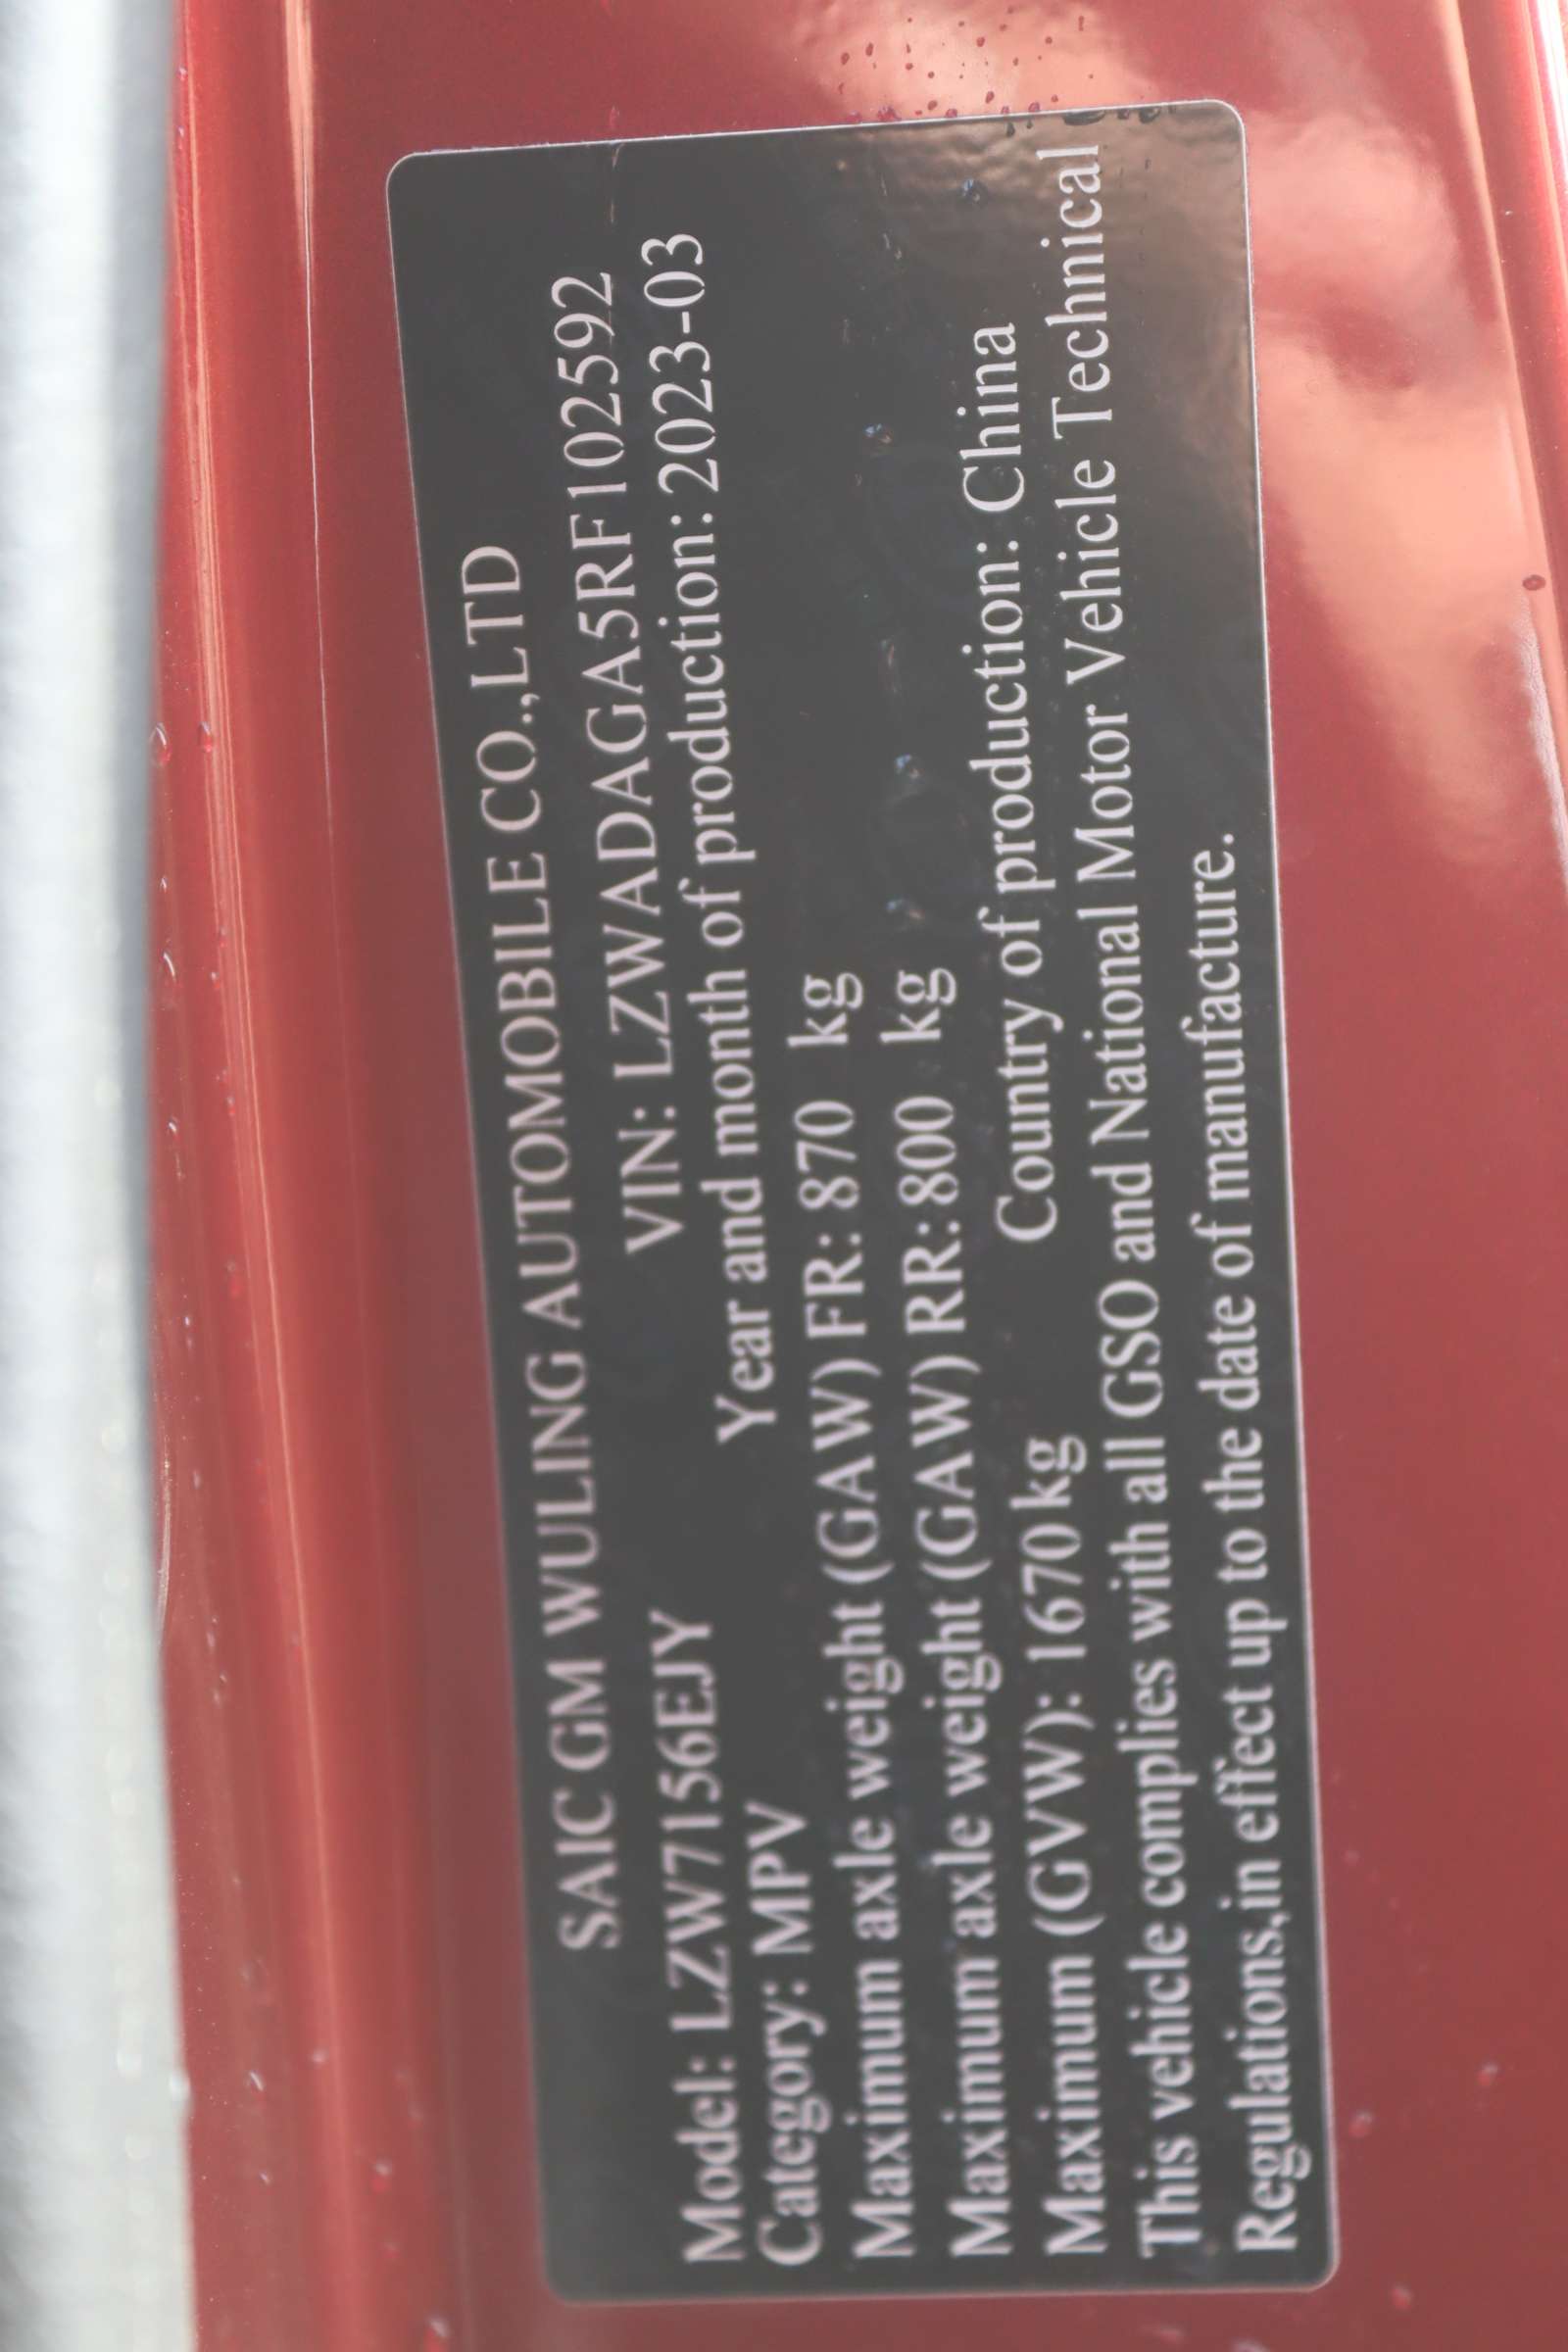 SAIC GM WULING AUTOMOBILE CO.,LTD
Model: LZW7156EJY VIN: LZWADAGA5RF102592
Category: MPV Year and month of production: 2023-03
Maximum axle weight (GAW) FR: 870 kg
Maximum axle weight (GAW) RR: 800 kg
Maximum (GVW): 1670kg Country of production: China
This vehicle complies with all GSO and National Motor Vehicle Technical
Regulations,in effect up to the date of manufacture.